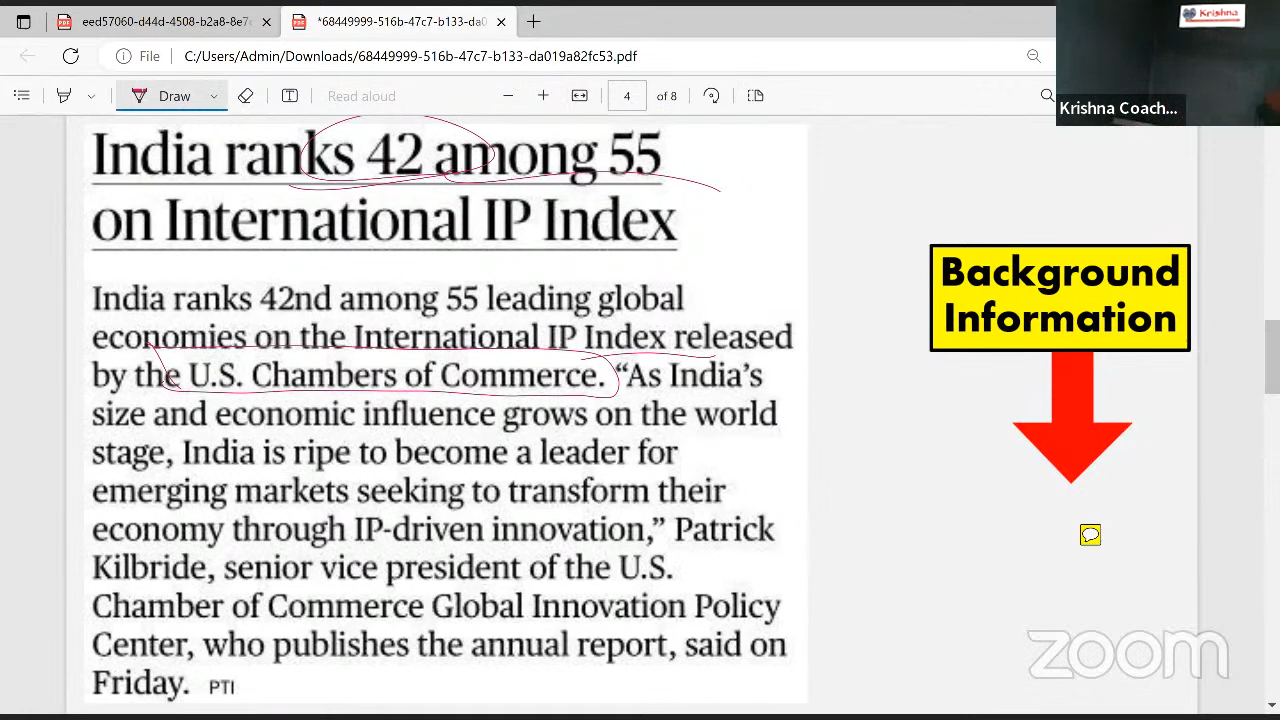 eed57060-d44d-4508-b2a8-8e7
*68449999-516b-47c7-b133-da0
Krishna
File C:/Users/Admin/Downloads/68449999-516b-47c7-b133-da019a82fc53.pdf
Draw Read aloud 4 of 8
Krishna Coach...
India ranks 42 among 55
on International IP Index
India ranks 42nd among 55 leading global
economies on the International IP Index released
by the U.S. Chambers of Commerce. “As India’s
size and economic influence grows on the world
stage, India is ripe to become a leader for
emerging markets seeking to transform their
economy through IP-driven innovation,” Patrick
Kilbride, senior vice president of the U.S.
Chamber of Commerce Global Innovation Policy
Center, who publishes the annual report, said on
Friday. PTI
Background
Information
zoom